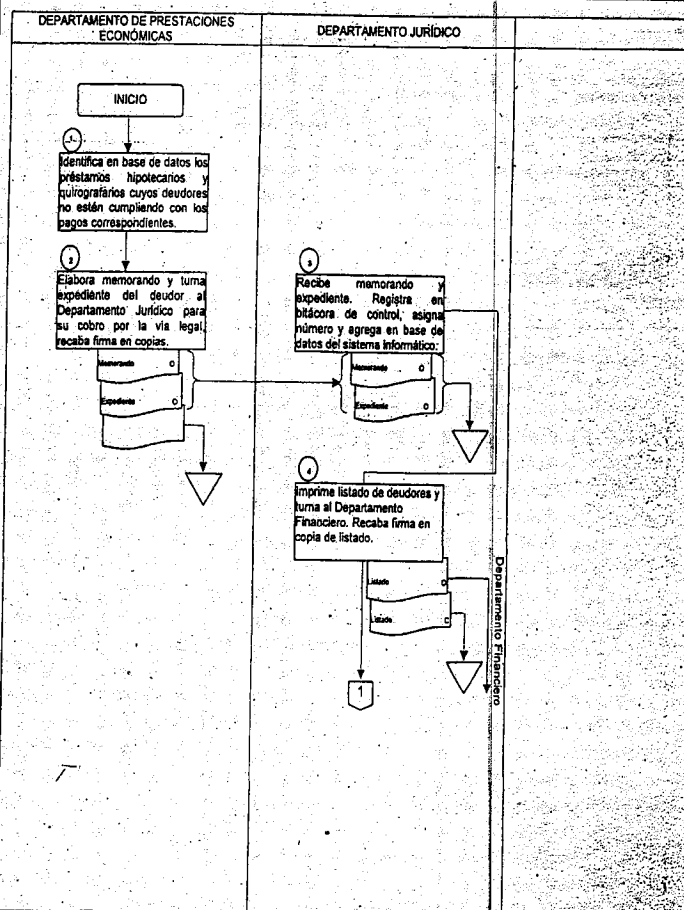 DEPARTAMENTO DE PRESTACIONES
ECONÓMICAS
DEPARTAMENTO JURÍDICO
INICIO
1
Identifica en base de datos los
préstamos hipotecarios y
quirografarios cuyos deudores
no están cumpliendo con los
pagos correspondientes.
2
Elabora memorando y turna
expediente del deudor al
Departamento Jurídico para
su cobro por la vía legal,
recaba firma en copias.
Memorando O
Expediente O
3
Recibe memorando y
expediente. Registra en
bitácora de control, asigna
número y agrega en base de
datos del sistema informático.
Memorando O
Expediente O
4
Imprime listado de deudores y
turna al Departamento
Financiero. Recaba firma en
copia de listado.
Listado O
Listado C
Departamento Financiero
1